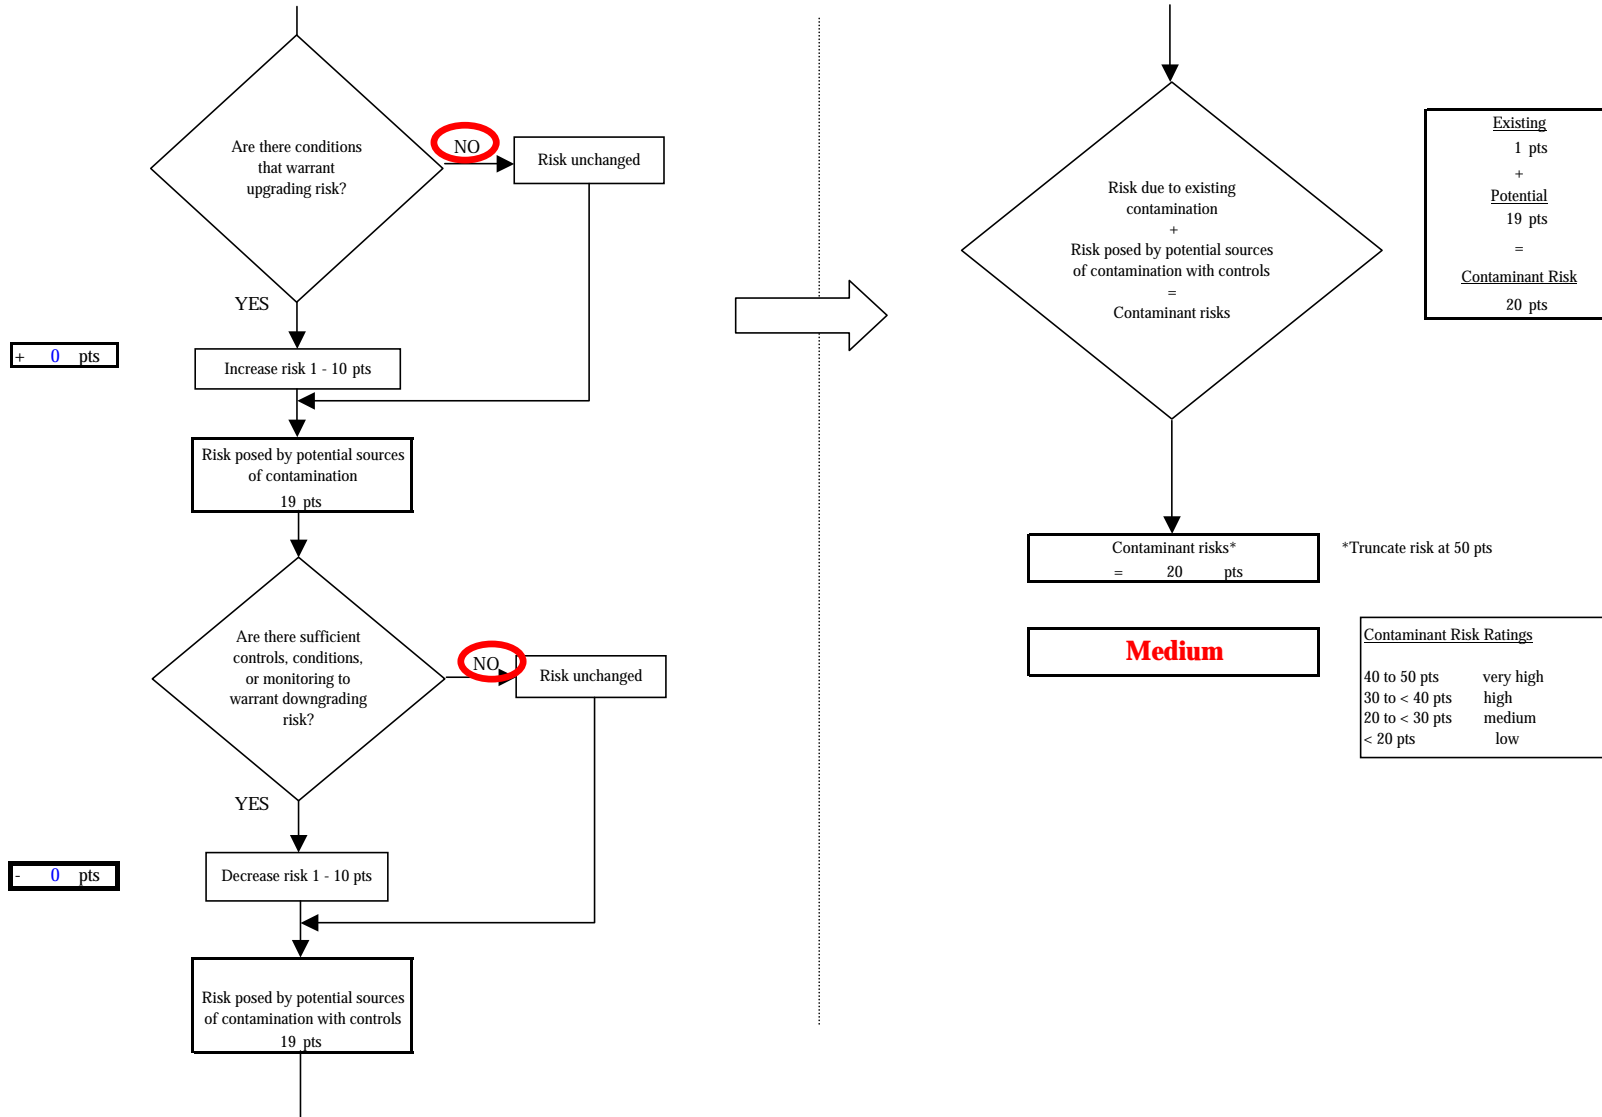 Are there conditions
that warrant
upgrading risk?
NO
Risk unchanged
YES
+ 0 pts
Increase risk 1 - 10 pts
Risk posed by potential sources
of contamination
19 pts
Are there sufficient
controls, conditions,
or monitoring to
warrant downgrading
risk?
NO
Risk unchanged
YES
- 0 pts
Decrease risk 1 - 10 pts
Risk posed by potential sources
of contamination with controls
19 pts
Risk due to existing
contamination
+
Risk posed by potential sources
of contamination with controls
=
Contaminant risks
Existing
1 pts
+
Potential
19 pts
=
Contaminant Risk
20 pts
Contaminant risks*
= 20 pts
*Truncate risk at 50 pts
Medium
Contaminant Risk Ratings
40 to 50 pts very high
30 to < 40 pts high
20 to < 30 pts medium
< 20 pts low